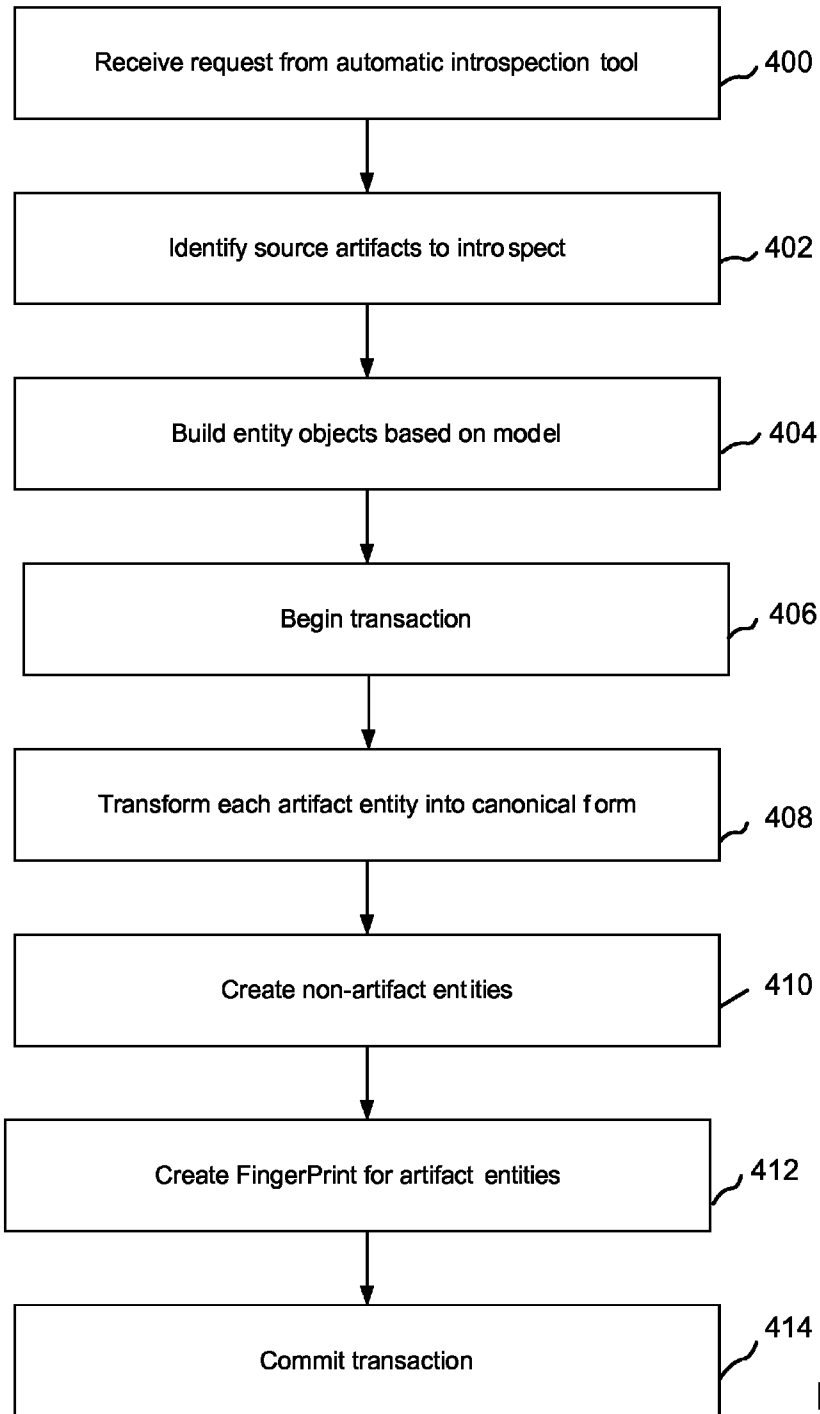 Receive request from automatic introspection tool
400
Identify source artifacts to introspect
402
Build entity objects based on model
404
Begin transaction
406
Transform each artifact entity into canonical form
408
Create non-artifact entities
410
Create FingerPrint for artifact entities
412
Commit transaction
414